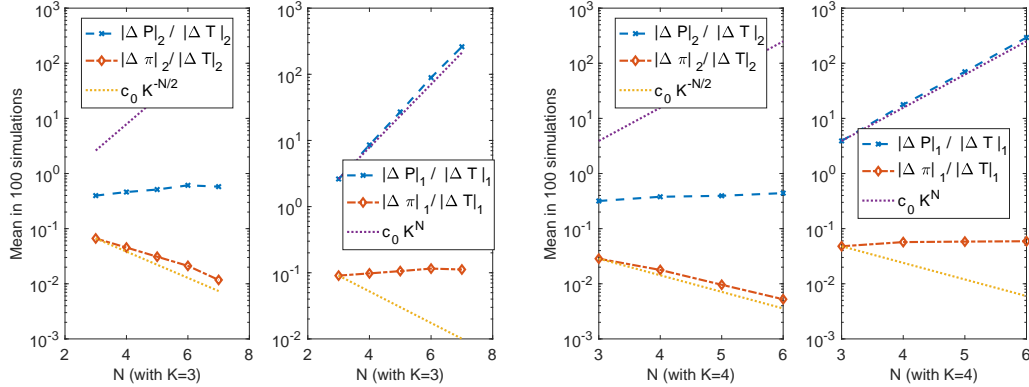 Mean in 100 simulations
10^3
10^2
10^1
10^0
10^-1
10^-2
10^-3
2
4
6
8
N (with K=3)
|Δ P|_2 / |Δ T|_2
|Δ π|_2/|Δ T|_2
c_0 K^-N/2
10^3
10^2
10^1
10^0
10^-1
10^-2
2
4
6
8
N (with K=3)
|Δ P|_1 / |Δ T|_1
|Δ π|_1/|Δ T|_1
c_0 K^N
Mean in 100 simulations
10^3
10^2
10^1
10^0
10^-1
10^-2
10^-3
3
4
5
6
N (with K=4)
|Δ P|_2 / |Δ T|_2
|Δ π|_2/|Δ T|_2
c_0 K^-N/2
10^3
10^2
10^1
10^0
10^-1
10^-2
10^-3
3
4
5
6
N (with K=4)
|Δ P|_1 / |Δ T|_1
|Δ π|_1/|Δ T|_1
c_0 K^N